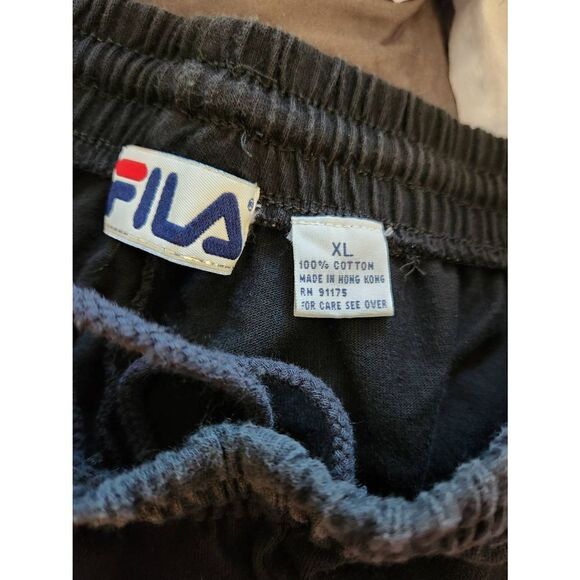 FILA
®
XL
100% COTTON
MADE IN HONG KONG
RN 91175
FOR CARE SEE OVER